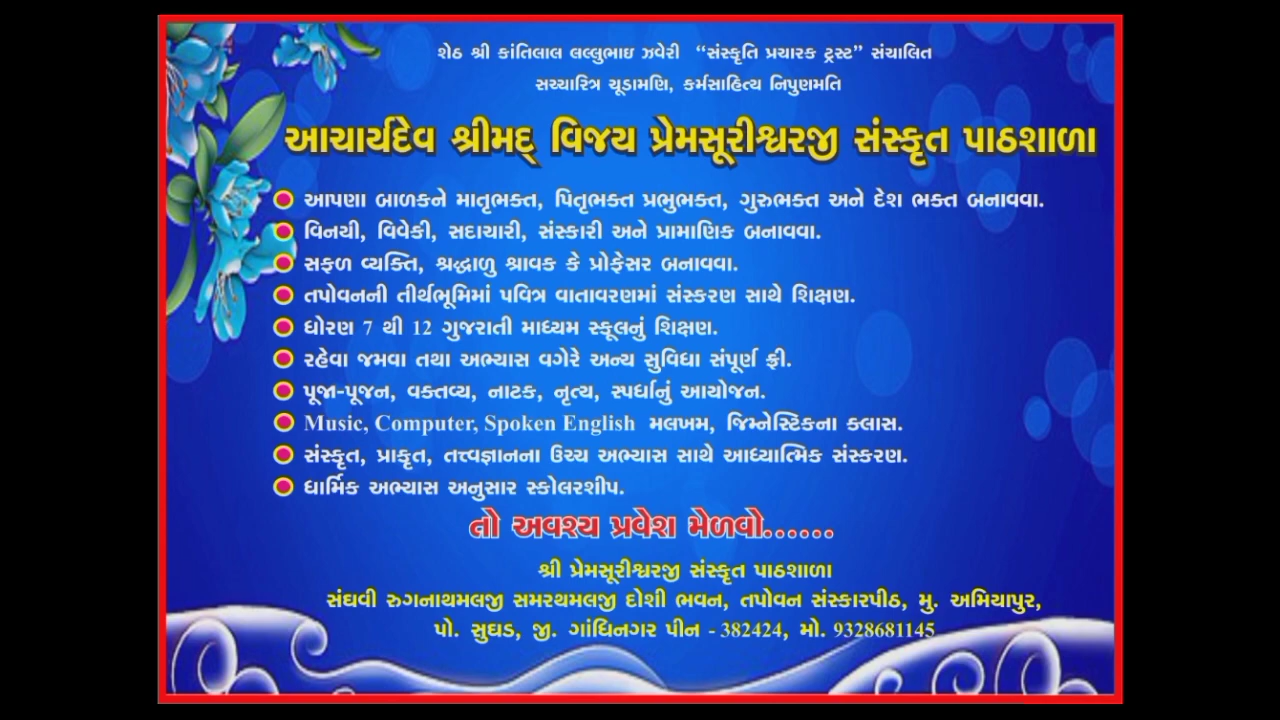 શેઠ શ્રી કાંતિલાલ લલ્લુભાઇ ઝવેરી “સંસ્કૃતિ પ્રચારક ટ્રસ્ટ” સંચાલિત
સચ્ચારિત્ર ચૂડામણિ, કર્મસાહિત્ય નિપુણમતિ
આચાર્યદેવ શ્રીમદ્ વિજય પ્રેમસૂરીશ્વરજી સંસ્કૃત પાઠશાળા
આપણા બાળકને માતૃભક્ત, પિતૃભક્ત પ્રભુભક્ત, ગુરુભક્ત અને દેશ ભક્ત બનાવવા.
વિનયી, વિવેકી, સદાચારી, સંસ્કારી અને પ્રામાણિક બનાવવા.
સફળ વ્યક્તિ, શ્રદ્ધાળુ શ્રાવક કે પ્રોફેસર બનાવવા.
તપોવનની તીર્થભૂમિમાં પવિત્ર વાતાવરણમાં સંસ્કરણ સાથે શિક્ષણ.
ધોરણ 7 થી 12 ગુજરાતી માધ્યમ સ્કૂલનું શિક્ષણ.
રહેવા જમવા તથા અભ્યાસ વગેરે અન્ય સુવિધા સંપૂર્ણ ફ્રી.
પૂજા-પૂજન, વક્તવ્ય, નાટક, નૃત્ય, સ્પર્ધાનું આયોજન.
Music, Computer, Spoken English મલખમ, જિમ્નેસ્ટિકના ક્લાસ.
સંસ્કૃત, પ્રાકૃત, તત્ત્વજ્ઞાનના ઉચ્ચ અભ્યાસ સાથે આધ્યાત્મિક સંસ્કરણ.
ધાર્મિક અભ્યાસ અનુસાર સ્કોલરશીપ.
તો અવશ્ય પ્રવેશ મેળવો......
શ્રી પ્રેમસૂરીશ્વરજી સંસ્કૃત પાઠશાળા
સંઘવી રુગનાથમલજી સમરથમલજી દોશી ભવન, તપોવન સંસ્કારપીઠ, મુ. અમિયાપુર,
પો. સુઘડ, જી. ગાંધિનગર પીન - 382424, મો. 9328681145